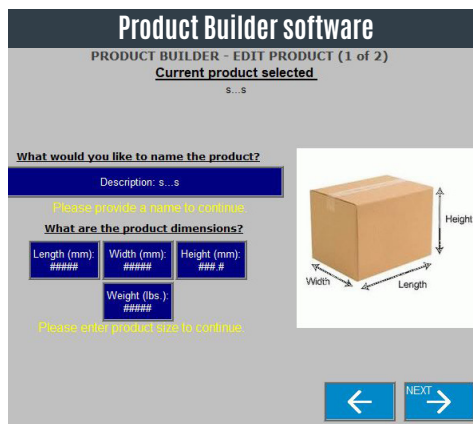 Product Builder software
PRODUCT BUILDER - EDIT PRODUCT (1 of 2)
Current product selected
s...s
What would you like to name the product?
Description: s...s
Please provide a name to continue.
What are the product dimensions?
Length (mm):
#####
Width (mm):
#####
Height (mm):
###.#
Weight (lbs.):
#####
Please enter product size to continue.
Height
Width
Length
NEXT